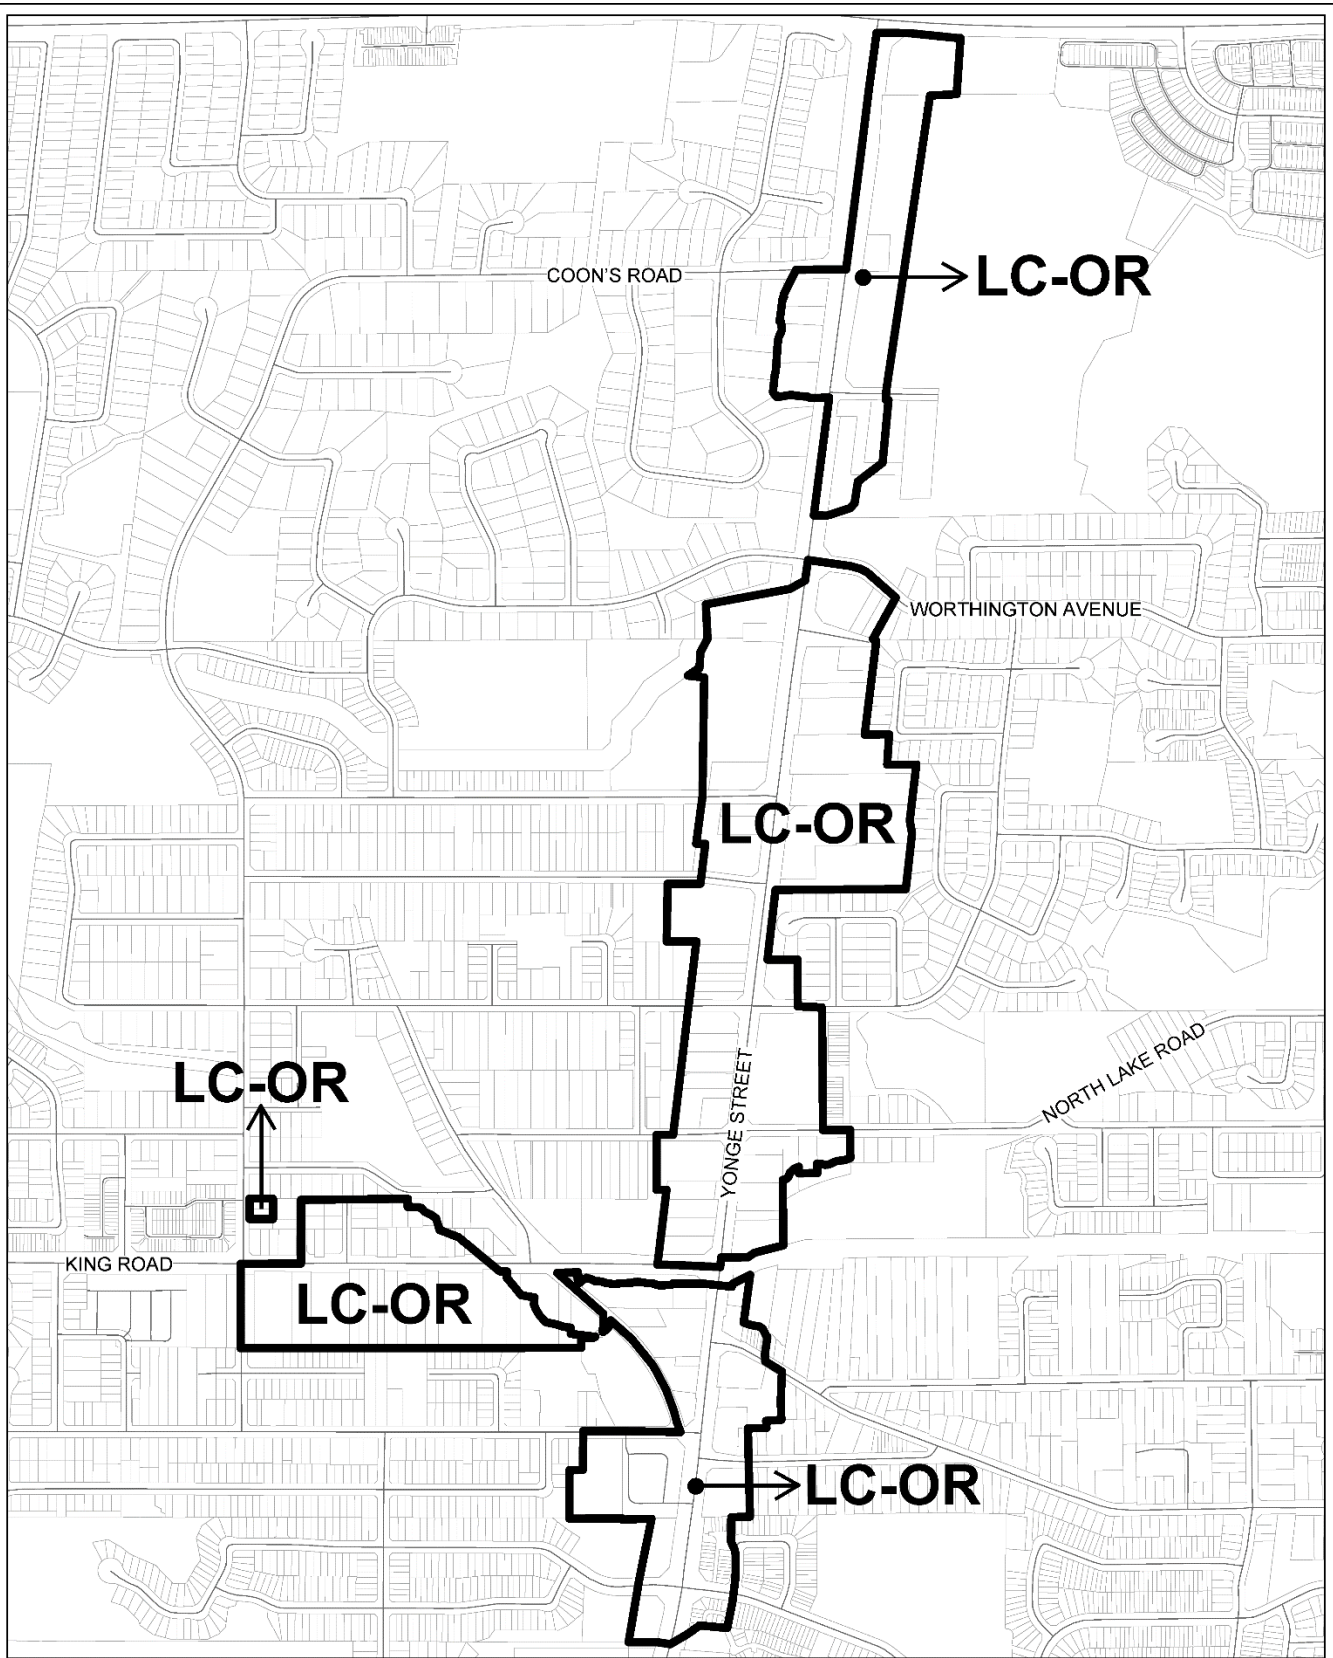 COON'S ROAD
LC-OR
WORTHINGTON AVENUE
LC-OR
NORTH LAKE ROAD
YONGE STREET
LC-OR
KING ROAD
LC-OR
LC-OR